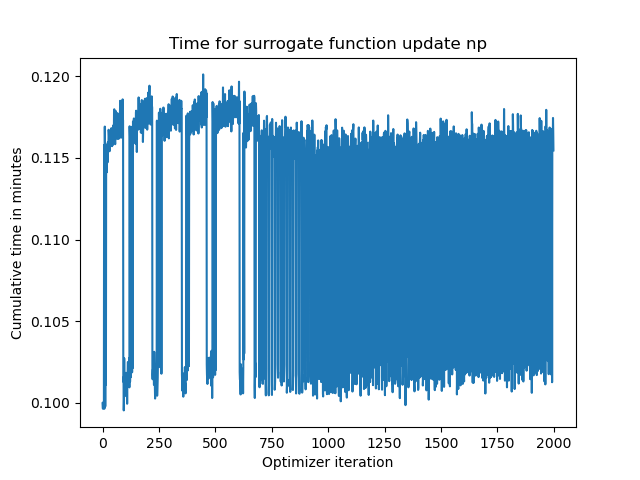 Time for surrogate function update np
Cumulative time in minutes
0.120
0.115
0.110
0.105
0.100
0 250 500 750 1000 1250 1500 1750 2000
Optimizer iteration